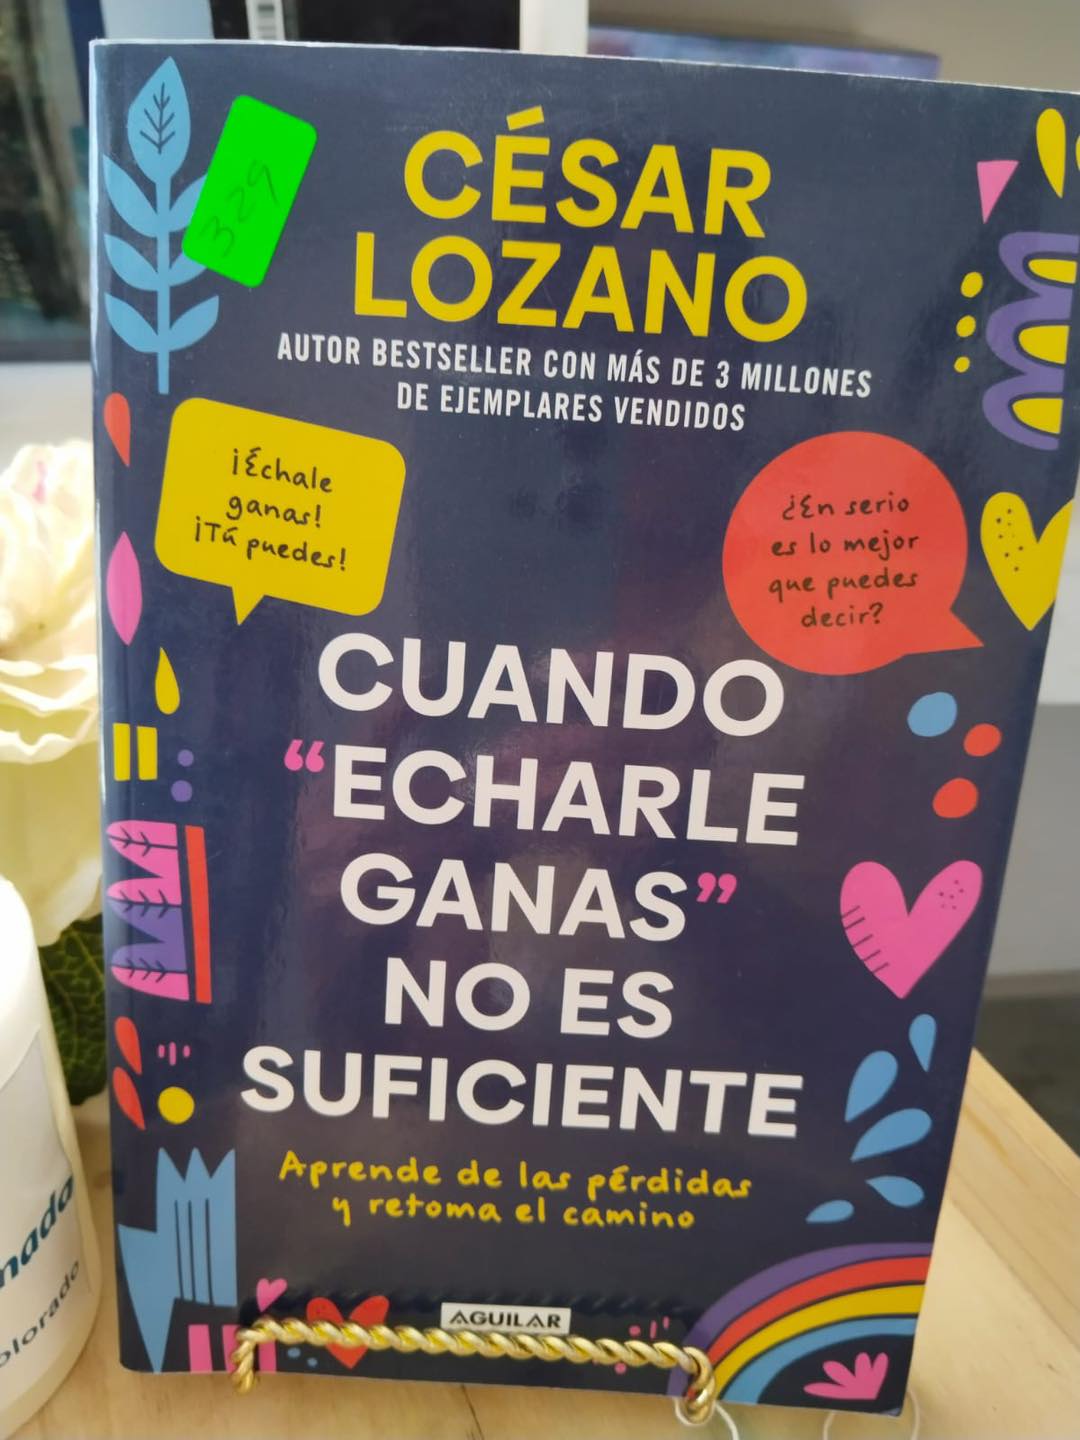 329
CÉSAR
LOZANO
AUTOR BESTSELLER CON MÁS DE 3 MILLONES
DE EJEMPLARES VENDIDOS
¡Échale
ganas!
¡Tú puedes!
¿En serio
es lo mejor
que puedes
decir?
CUANDO
“ECHARLE
GANAS”
NO ES
SUFICIENTE
Aprende de las pérdidas
y retoma el camino
AGUILAR